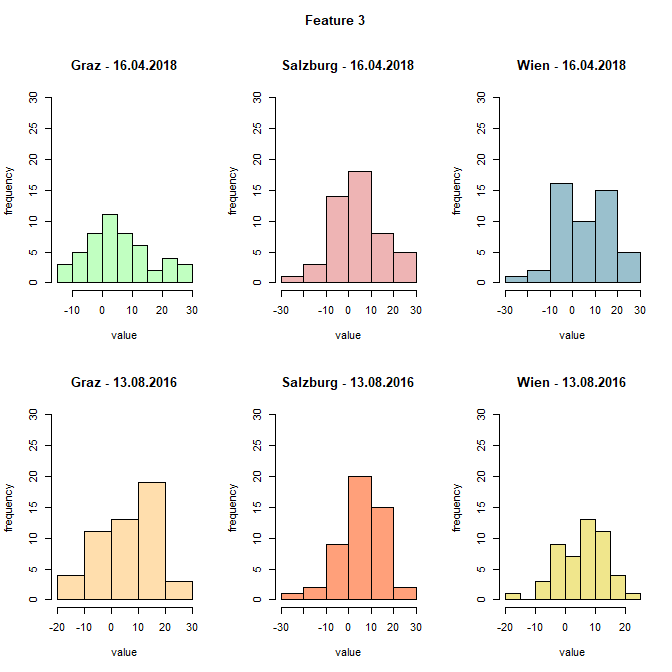 Feature 3
Graz - 16.04.2018
Salzburg - 16.04.2018
Wien - 16.04.2018
frequency
0 5 10 15 20 25 30
-10 0 10 20 30
value
frequency
0 5 10 15 20 25 30
-30 -10 0 10 20 30
value
frequency
0 5 10 15 20 25 30
-30 -10 0 10 20 30
value
Graz - 13.08.2016
Salzburg - 13.08.2016
Wien - 13.08.2016
frequency
0 5 10 15 20 25 30
-20 0 10 20 30
value
frequency
0 5 10 15 20 25 30
-30 -10 0 10 20 30
value
frequency
0 5 10 15 20 25 30
-20 -10 0 10 20
value